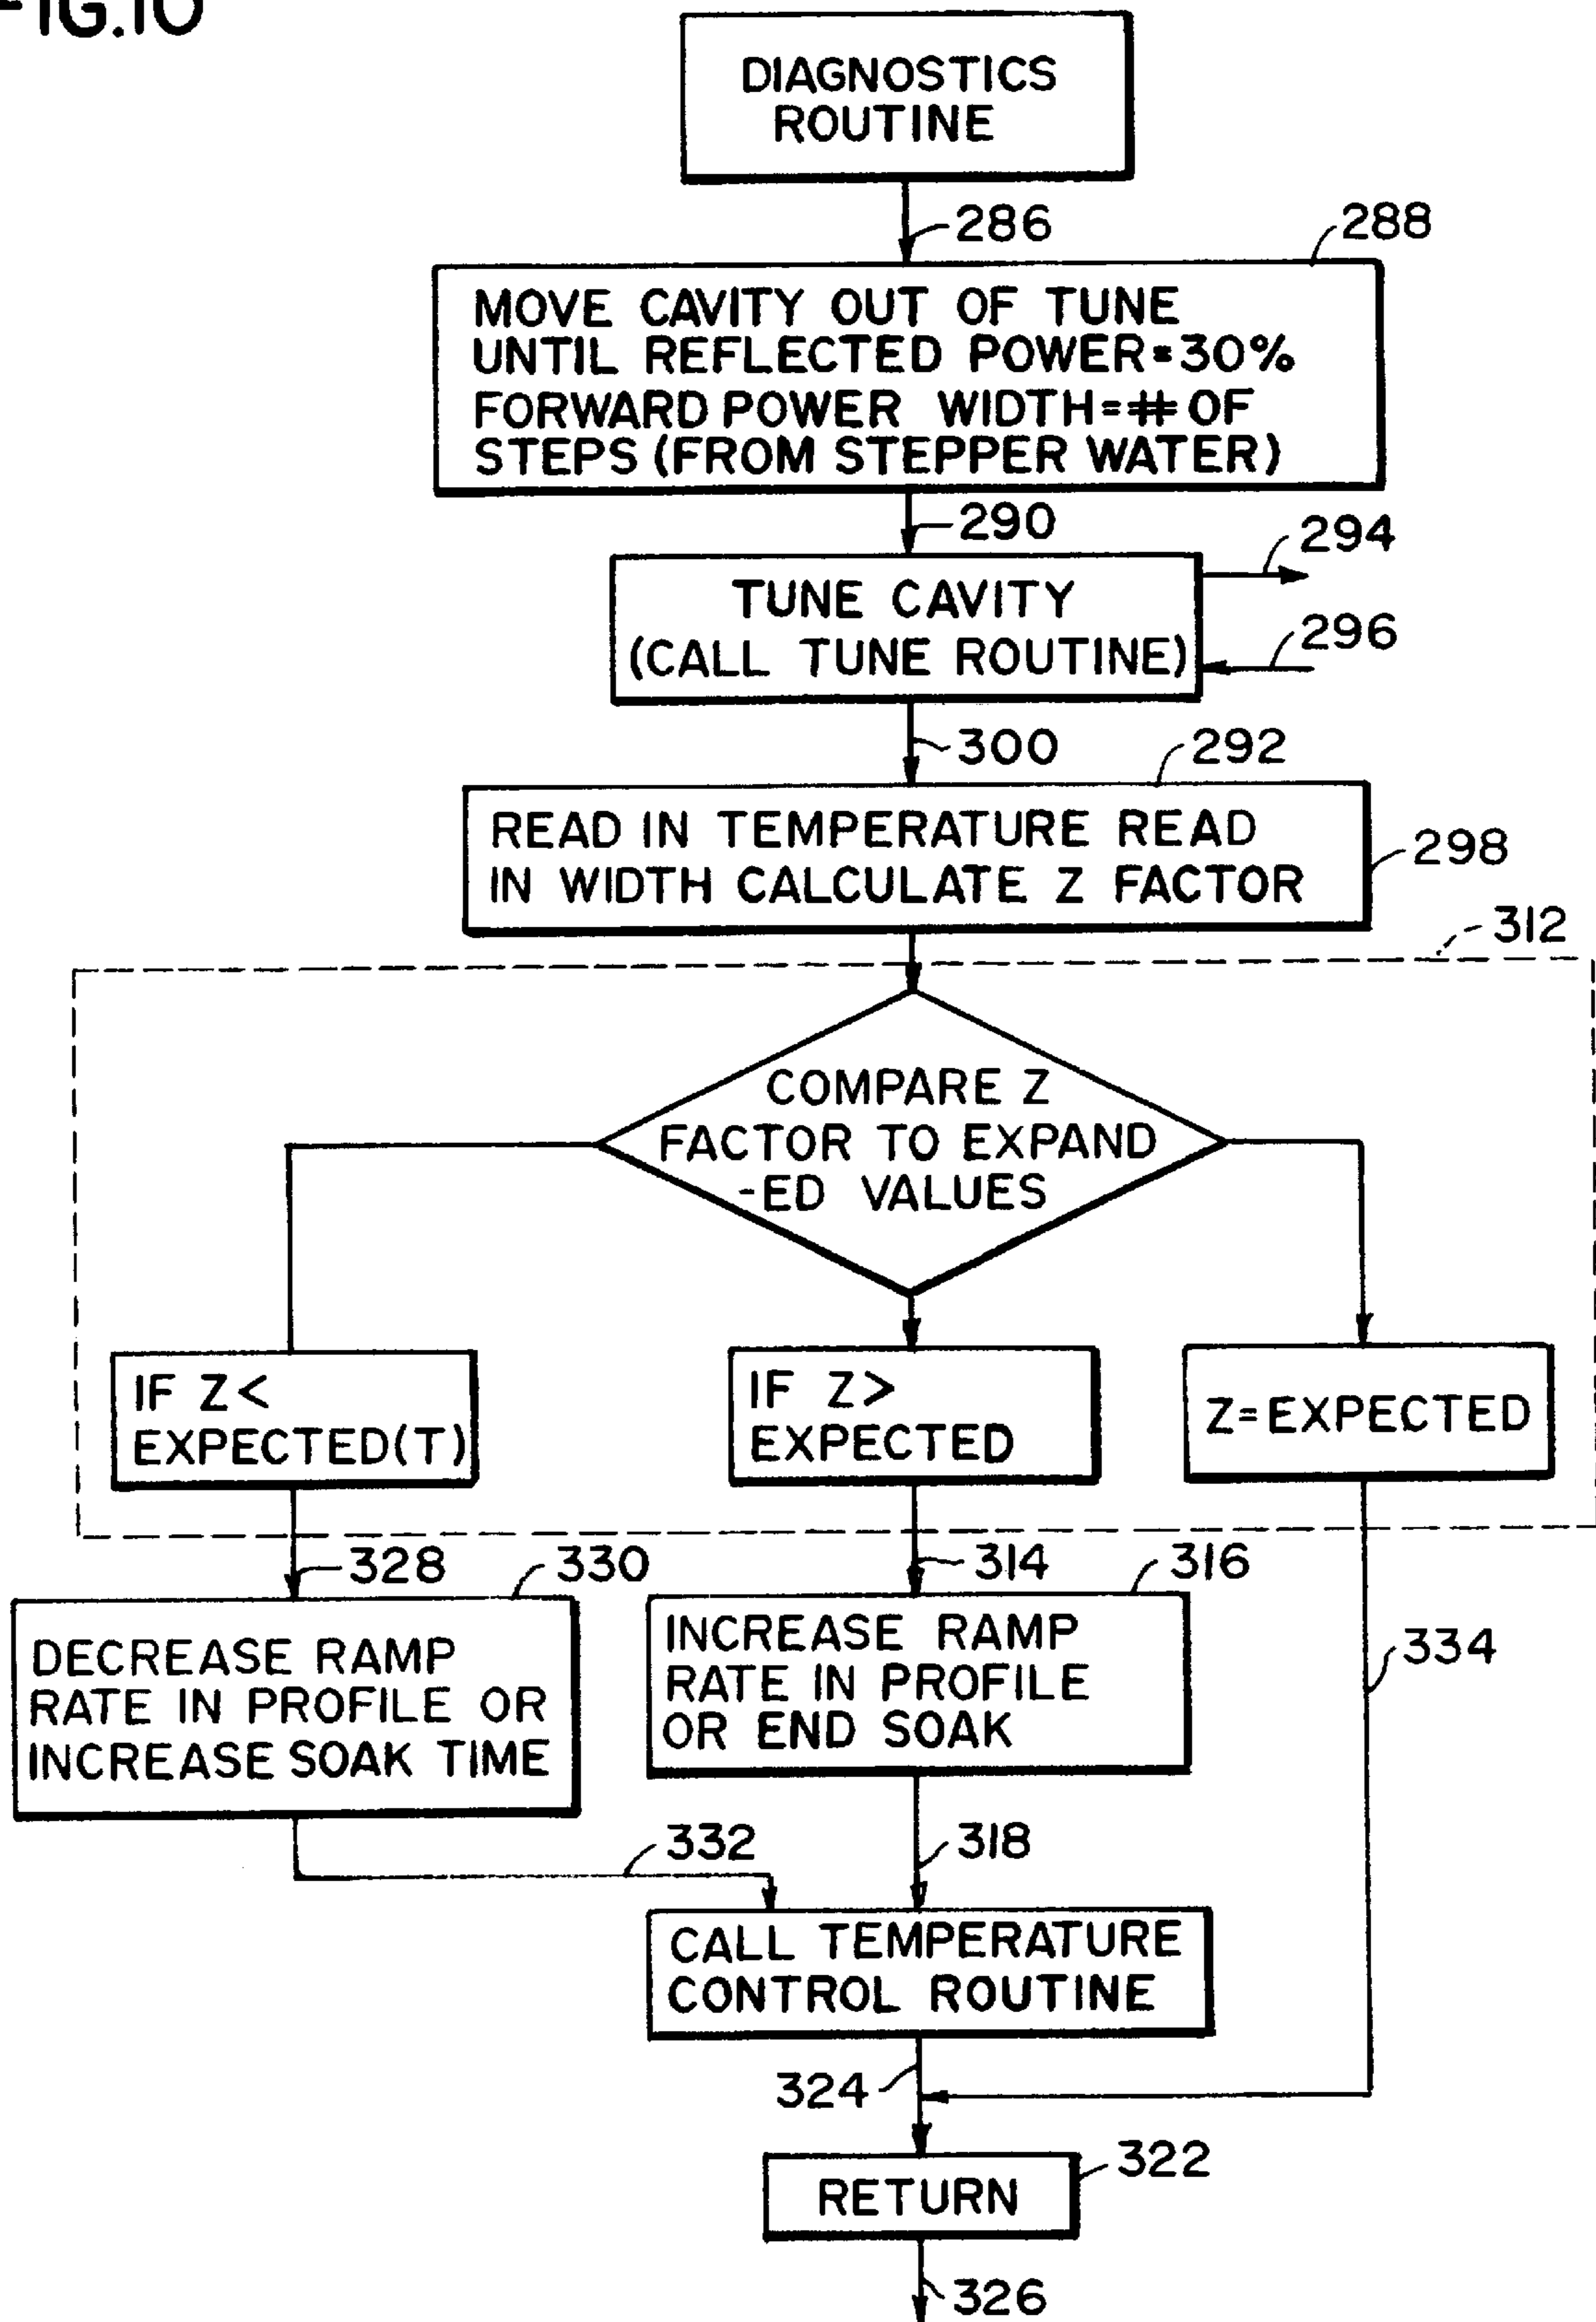 FIG.10
DIAGNOSTICS
ROUTINE
286
288
MOVE CAVITY OUT OF TUNE
UNTIL REFLECTED POWER=30%
FORWARD POWER WIDTH=# OF
STEPS (FROM STEPPER WATER)
290
294
TUNE CAVITY
(CALL TUNE ROUTINE)
296
300
292
READ IN TEMPERATURE READ
IN WIDTH CALCULATE Z FACTOR
298
312
COMPARE Z
FACTOR TO EXPAND
-ED VALUES
IF Z<
EXPECTED(T)
IF Z>
EXPECTED
Z=EXPECTED
328
330
314
316
334
DECREASE RAMP
RATE IN PROFILE OR
INCREASE SOAK TIME
INCREASE RAMP
RATE IN PROFILE
OR END SOAK
332
318
CALL TEMPERATURE
CONTROL ROUTINE
324
322
RETURN
326